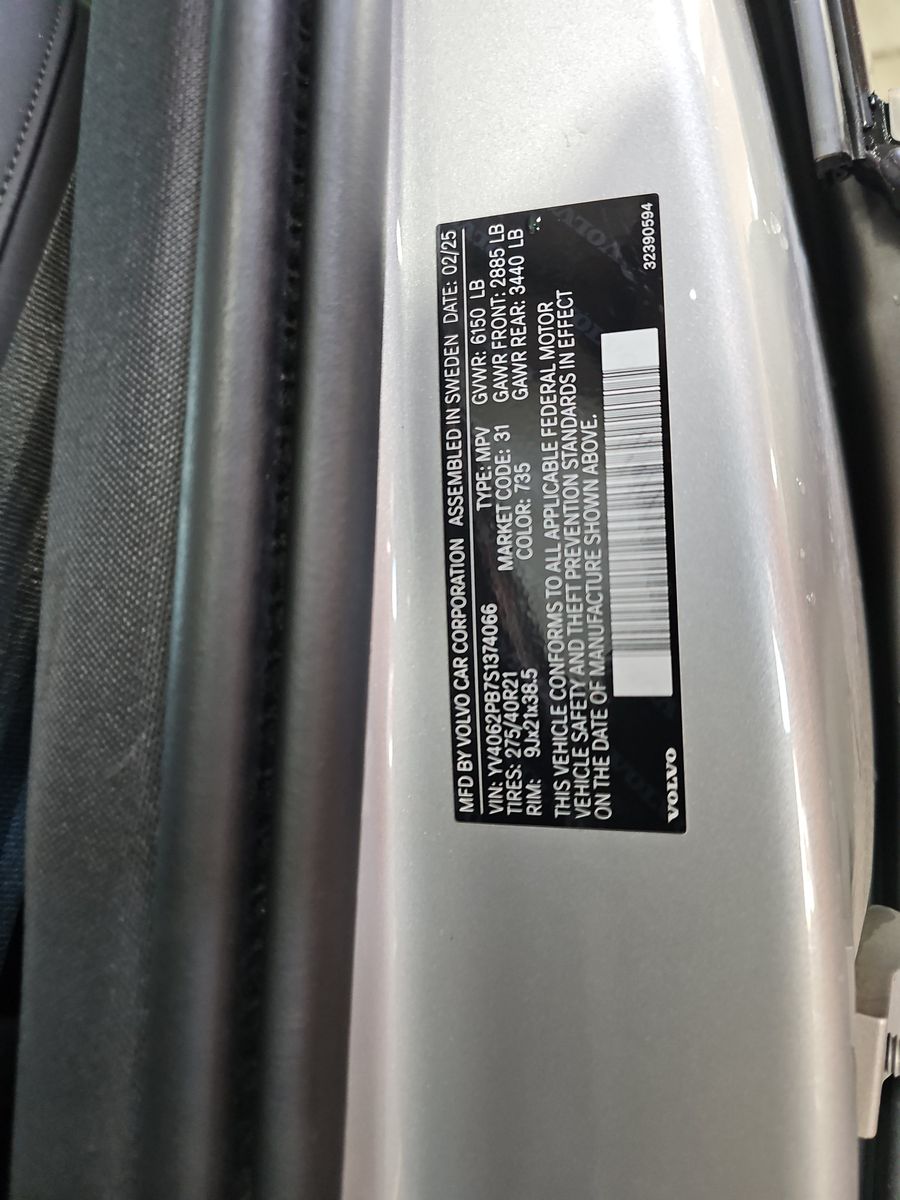 MFD BY VOLVO CAR CORPORATION ASSEMBLED IN SWEDEN DATE: 02/25
VIN: YV4062PB7S1374066 TYPE: MPV GVWR: 6150 LB
TIRES: 275/40R21 MARKET CODE: 31 GAWR FRONT: 2885 LB
RIM: 9Jx21x38.5 COLOR: 735 GAWR REAR: 3440 LB
THIS VEHICLE CONFORMS TO ALL APPLICABLE FEDERAL MOTOR
VEHICLE SAFETY AND THEFT PREVENTION STANDARDS IN EFFECT
ON THE DATE OF MANUFACTURE SHOWN ABOVE.
VOLVO 32390594